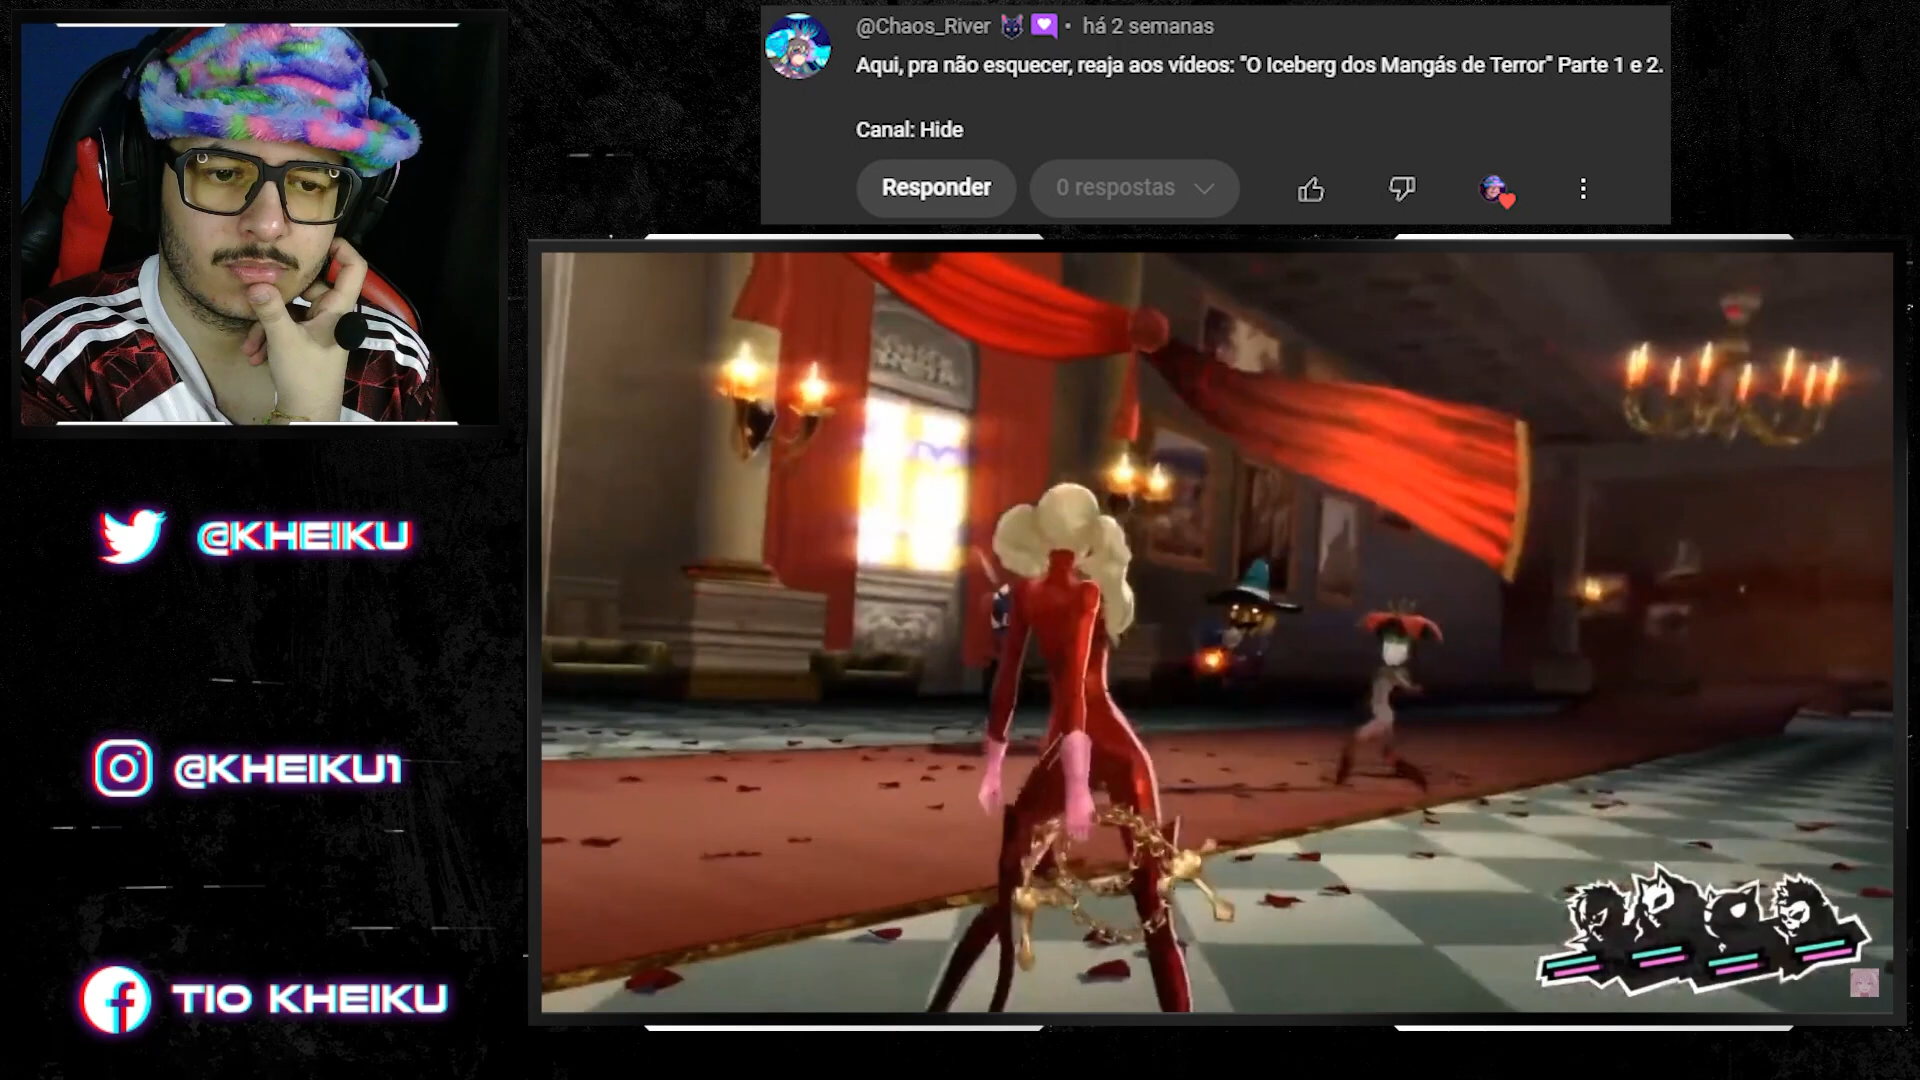 @Chaos_River • há 2 semanas
Aqui, pra não esquecer, reaja aos vídeos: "O Iceberg dos Mangás de Terror" Parte 1 e 2.
Canal: Hide
Responder 0 respostas
@KHEIKU
@KHEIKU1
TIO KHEIKU